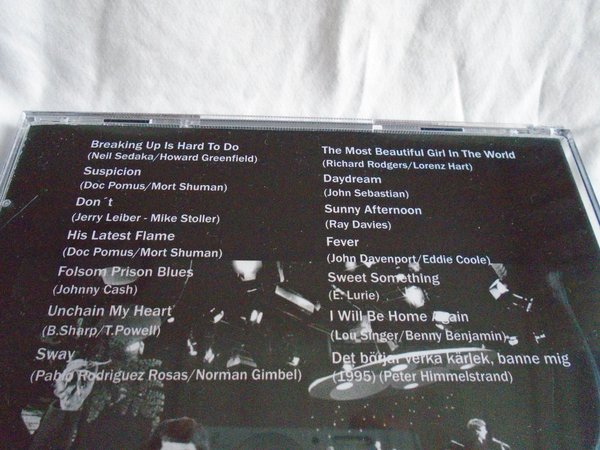 Breaking Up Is Hard To Do
(Neil Sedaka/Howard Greenfield)
Suspicion
(Doc Pomus/Mort Shuman)
Don´t
(Jerry Leiber - Mike Stoller)
His Latest Flame
(Doc Pomus/Mort Shuman)
Folsom Prison Blues
(Johnny Cash)
Unchain My Heart
(B.Sharp/T.Powell)
Sway
(Pablo Rodriguez Rosas/Norman Gimbel)
The Most Beautiful Girl In The World
(Richard Rodgers/Lorenz Hart)
Daydream
(John Sebastian)
Sunny Afternoon
(Ray Davies)
Fever
(John Davenport/Eddie Coole)
Sweet Something
(E. Lurie)
I Will Be Home Again
(Lou Singer/Benny Benjamin)
Det börjar verka kärlek, banne mig
(1995) (Peter Himmelstrand)